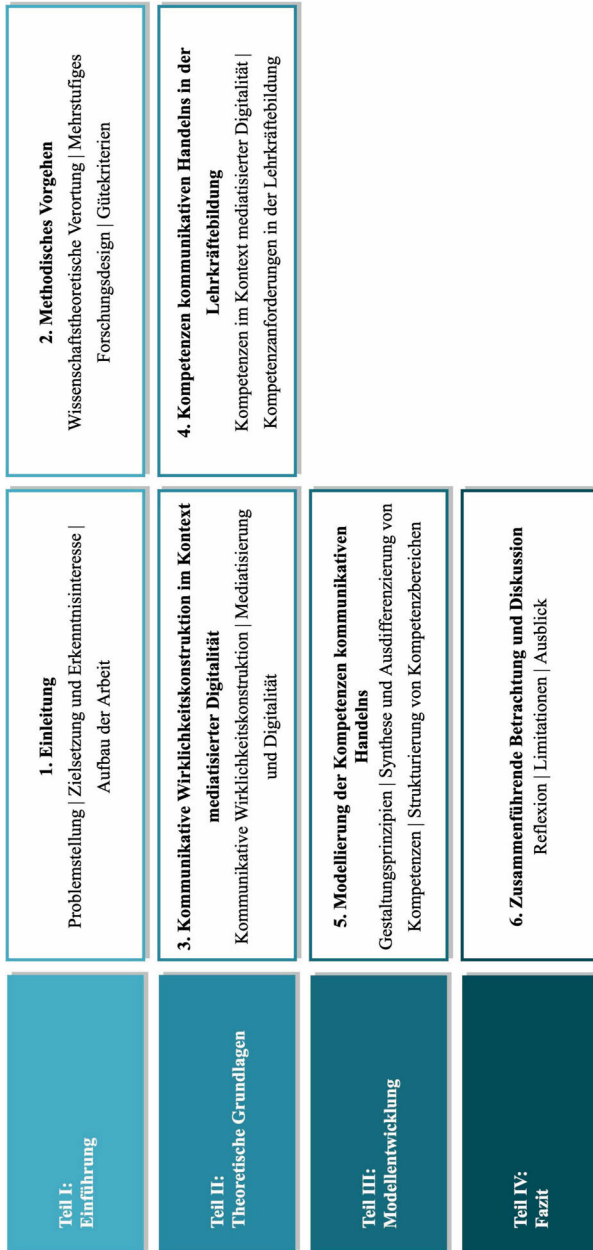 Teil I:
Einführung
1. Einleitung
Problemstellung | Zielsetzung und Erkenntnisinteresse |
Aufbau der Arbeit
2. Methodisches Vorgehen
Wissenschaftstheoretische Verortung | Mehrstufiges
Forschungsdesign | Gütekriterien
Teil II:
Theoretische Grundlagen
3. Kommunikative Wirklichkeitskonstruktion im Kontext
mediatisierter Digitalität
Kommunikative Wirklichkeitskonstruktion | Mediatisierung
und Digitalität
4. Kompetenzen kommunikativen Handelns in der
Lehrkräftebildung
Kompetenzen im Kontext mediatisierter Digitalität |
Kompetenzanforderungen in der Lehrkräftebildung
Teil III:
Modellentwicklung
5. Modellierung der Kompetenzen kommunikativen
Handelns
Gestaltungsprinzipien | Synthese und Ausdifferenzierung von
Kompetenzen | Strukturierung von Kompetenzbereichen
Teil IV:
Fazit
6. Zusammenführende Betrachtung und Diskussion
Reflexion | Limitationen | Ausblick